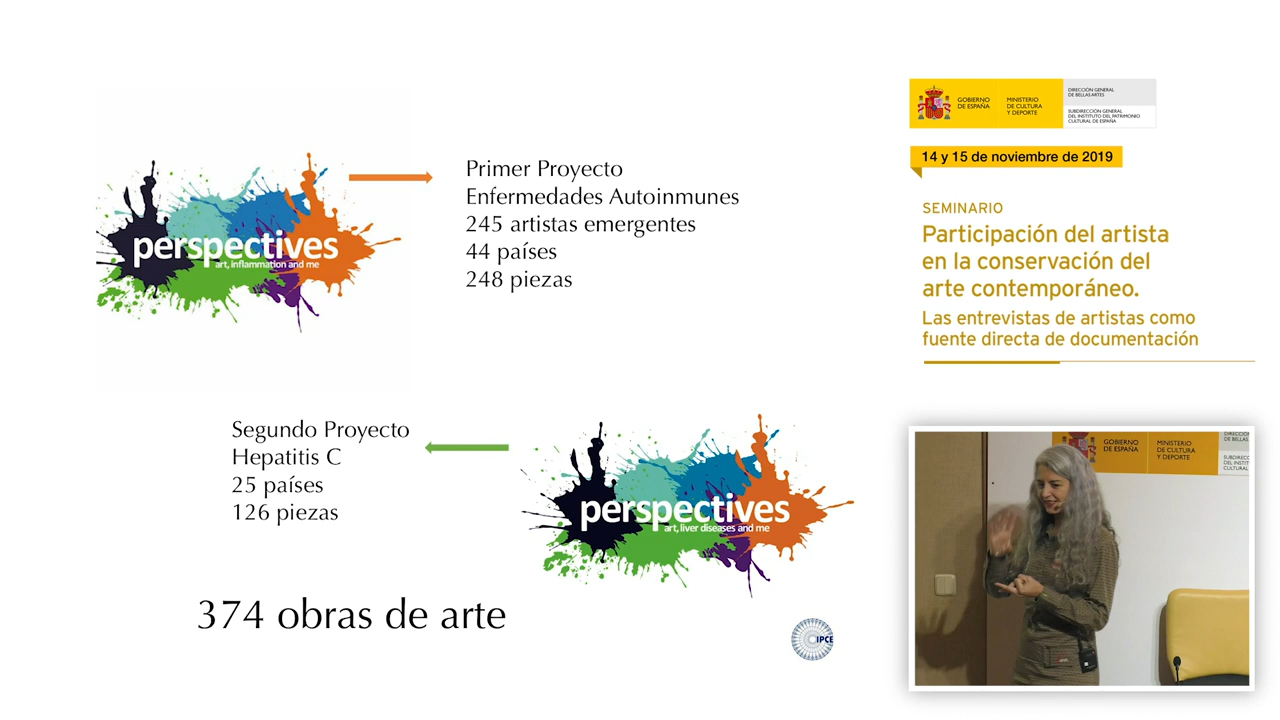 GOBIERNO
DE ESPAÑA
MINISTERIO
DE CULTURA
Y DEPORTE
DIRECCIÓN GENERAL
DE BELLAS ARTES
SUBDIRECCIÓN GENERAL
DEL INSTITUTO DEL PATRIMONIO
CULTURAL DE ESPAÑA
14 y 15 de noviembre de 2019
SEMINARIO
Participación del artista
en la conservación del
arte contemporáneo.
Las entrevistas de artistas como
fuente directa de documentación
perspectives
art, inflammation and me
Primer Proyecto
Enfermedades Autoinmunes
245 artistas emergentes
44 países
248 piezas
Segundo Proyecto
Hepatitis C
25 países
126 piezas
perspectives
art, liver diseases and me
374 obras de arte
IPCE
GOBIERNO
DE ESPAÑA
MINISTERIO
DE CULTURA
Y DEPORTE
DIRECCIÓ
DE BELLAS
SUBDIREC
DEL INSTIT
CULTURAL